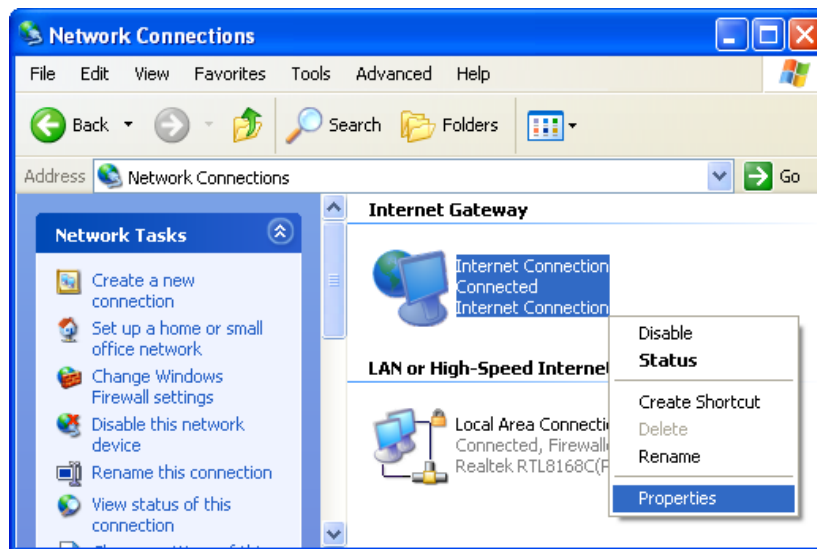 Network Connections
File Edit View Favorites Tools Advanced Help
Back Search Folders
Address Network Connections Go
Network Tasks
Create a new
connection
Set up a home or small
office network
Change Windows
Firewall settings
Disable this network
device
Rename this connection
View status of this
connection
Internet Gateway
Internet Connection
Connected
Internet Connection
LAN or High-Speed Internet
Local Area
Connected,
Realtek
Disable
Status
Create Shortcut
Delete
Rename
Properties